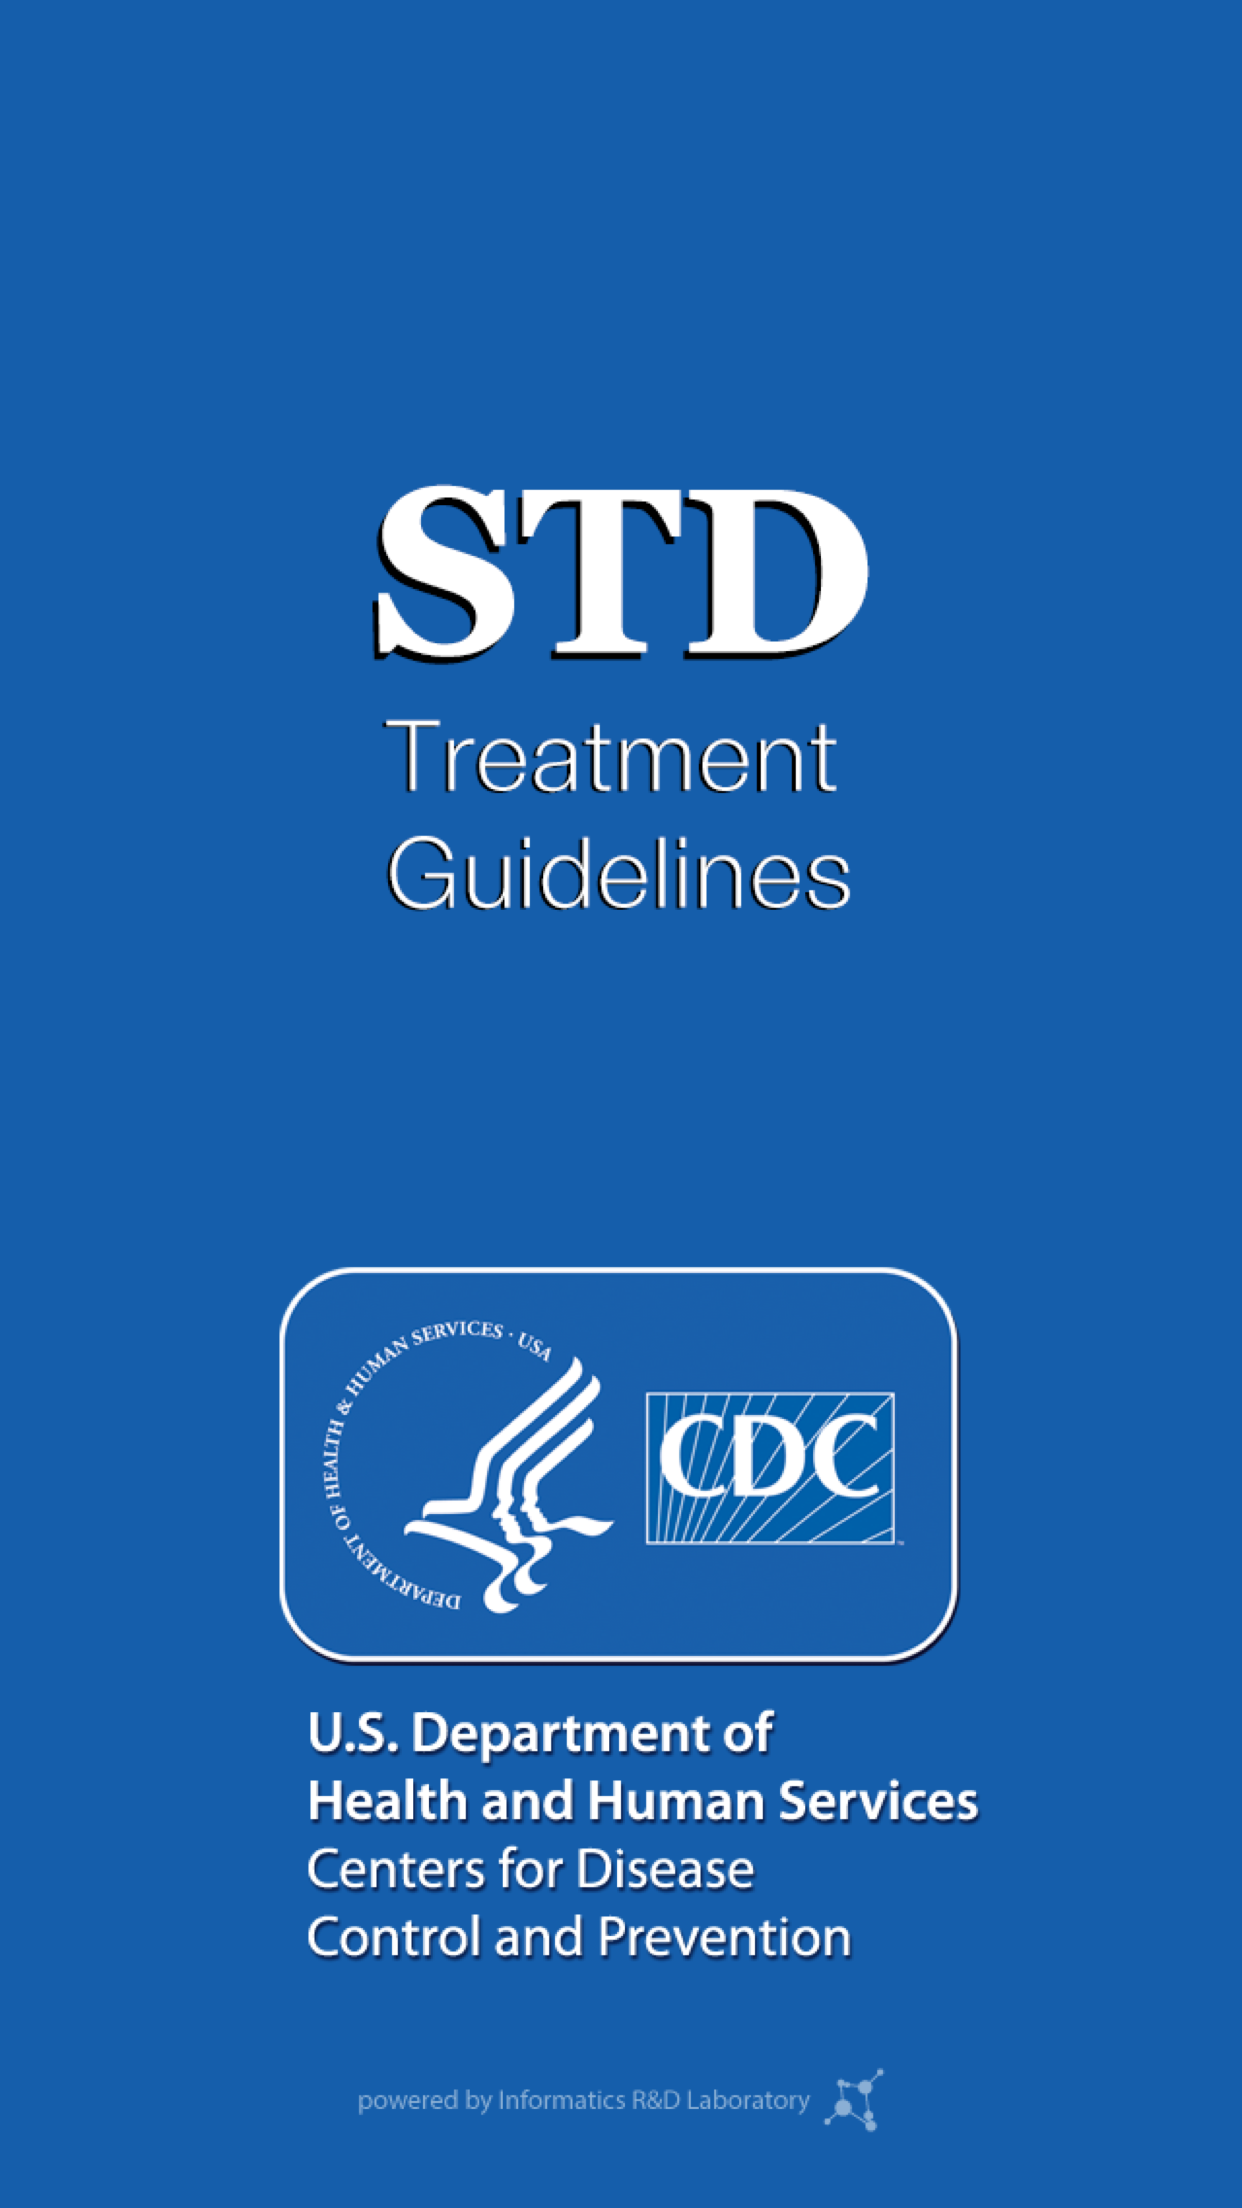 STD
Treatment
Guidelines
DEPARTMENT OF HEALTH & HUMAN SERVICES · USA
CDC
U.S. Department of
Health and Human Services
Centers for Disease
Control and Prevention
powered by Informatics R&D Laboratory